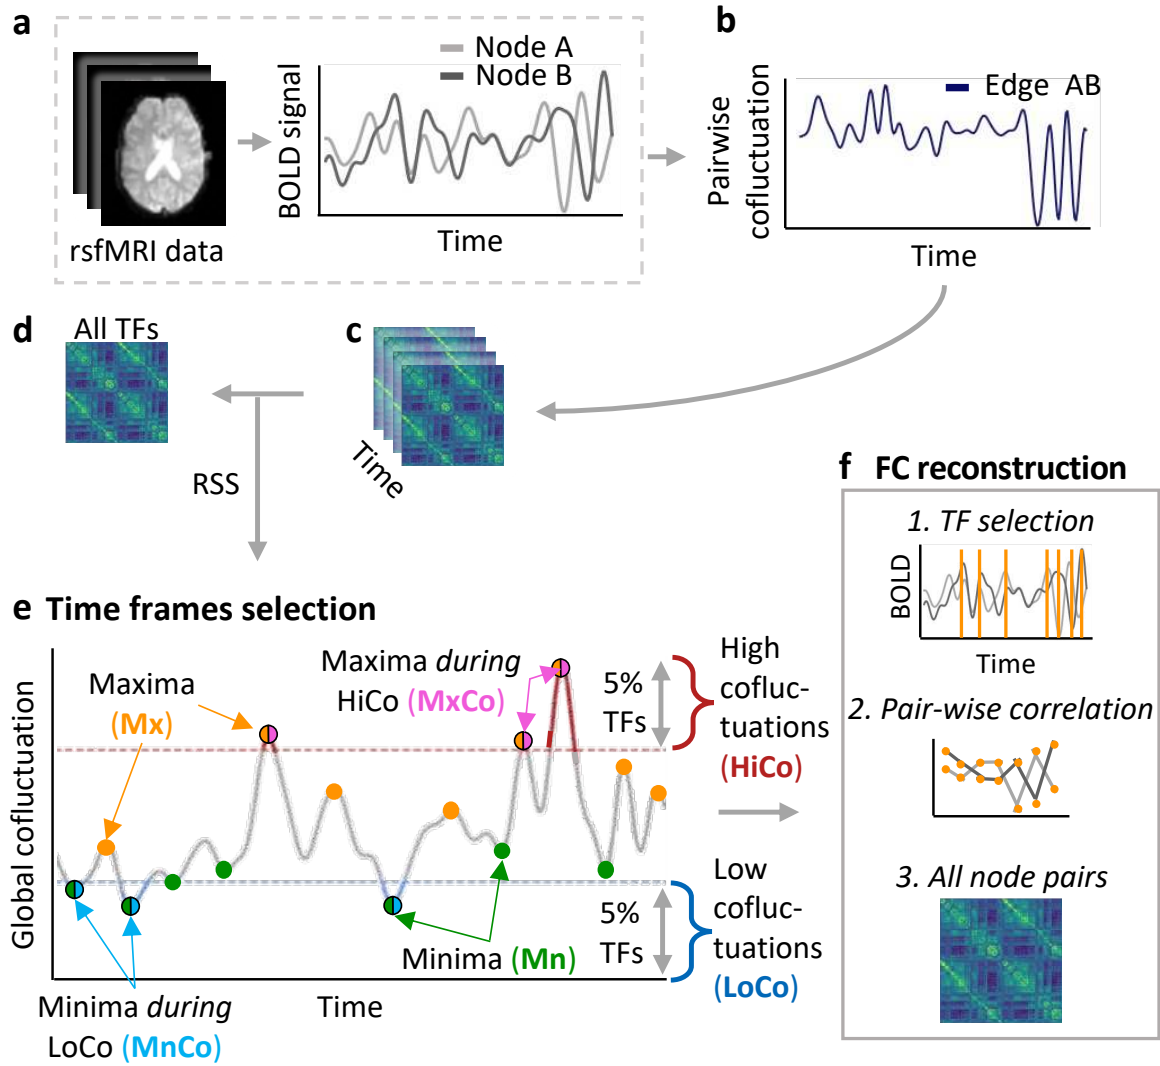 a
Node A
Node B
BOLD signal
Time
rsfMRI data
b
Edge AB
Pairwise
cofluctuation
Time
d
All TFs
c
Time
RSS
e Time frames selection
Global cofluctuation
Maxima
(Mx)
Maxima during
HiCo (MxCo)
5%
TFs
High
cofluc-
tuations
(HiCo)
Minima (Mn)
5%
TFs
Low
cofluc-
tuations
(LoCo)
Minima during
LoCo (MnCo)
Time
f FC reconstruction
1. TF selection
BOLD
Time
2. Pair-wise correlation
3. All node pairs